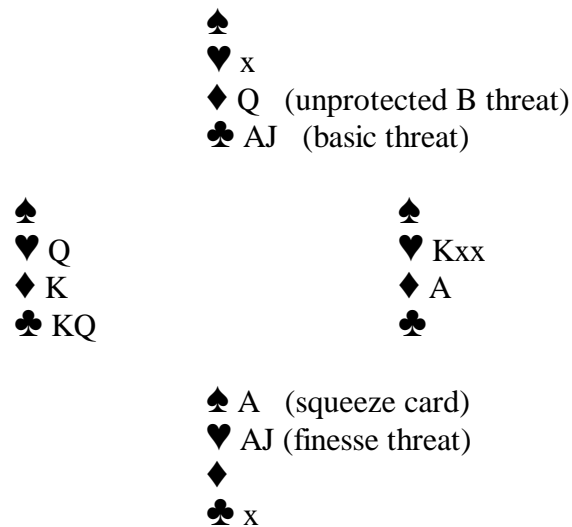 ♠
♥ x
♦ Q (unprotected B threat)
♣ AJ (basic threat)
♠ ♠
♥ Q ♥ Kxx
♦ K ♦ A
♣ KQ ♣
♠ A (squeeze card)
♥ AJ (finesse threat)
♦
♣ x